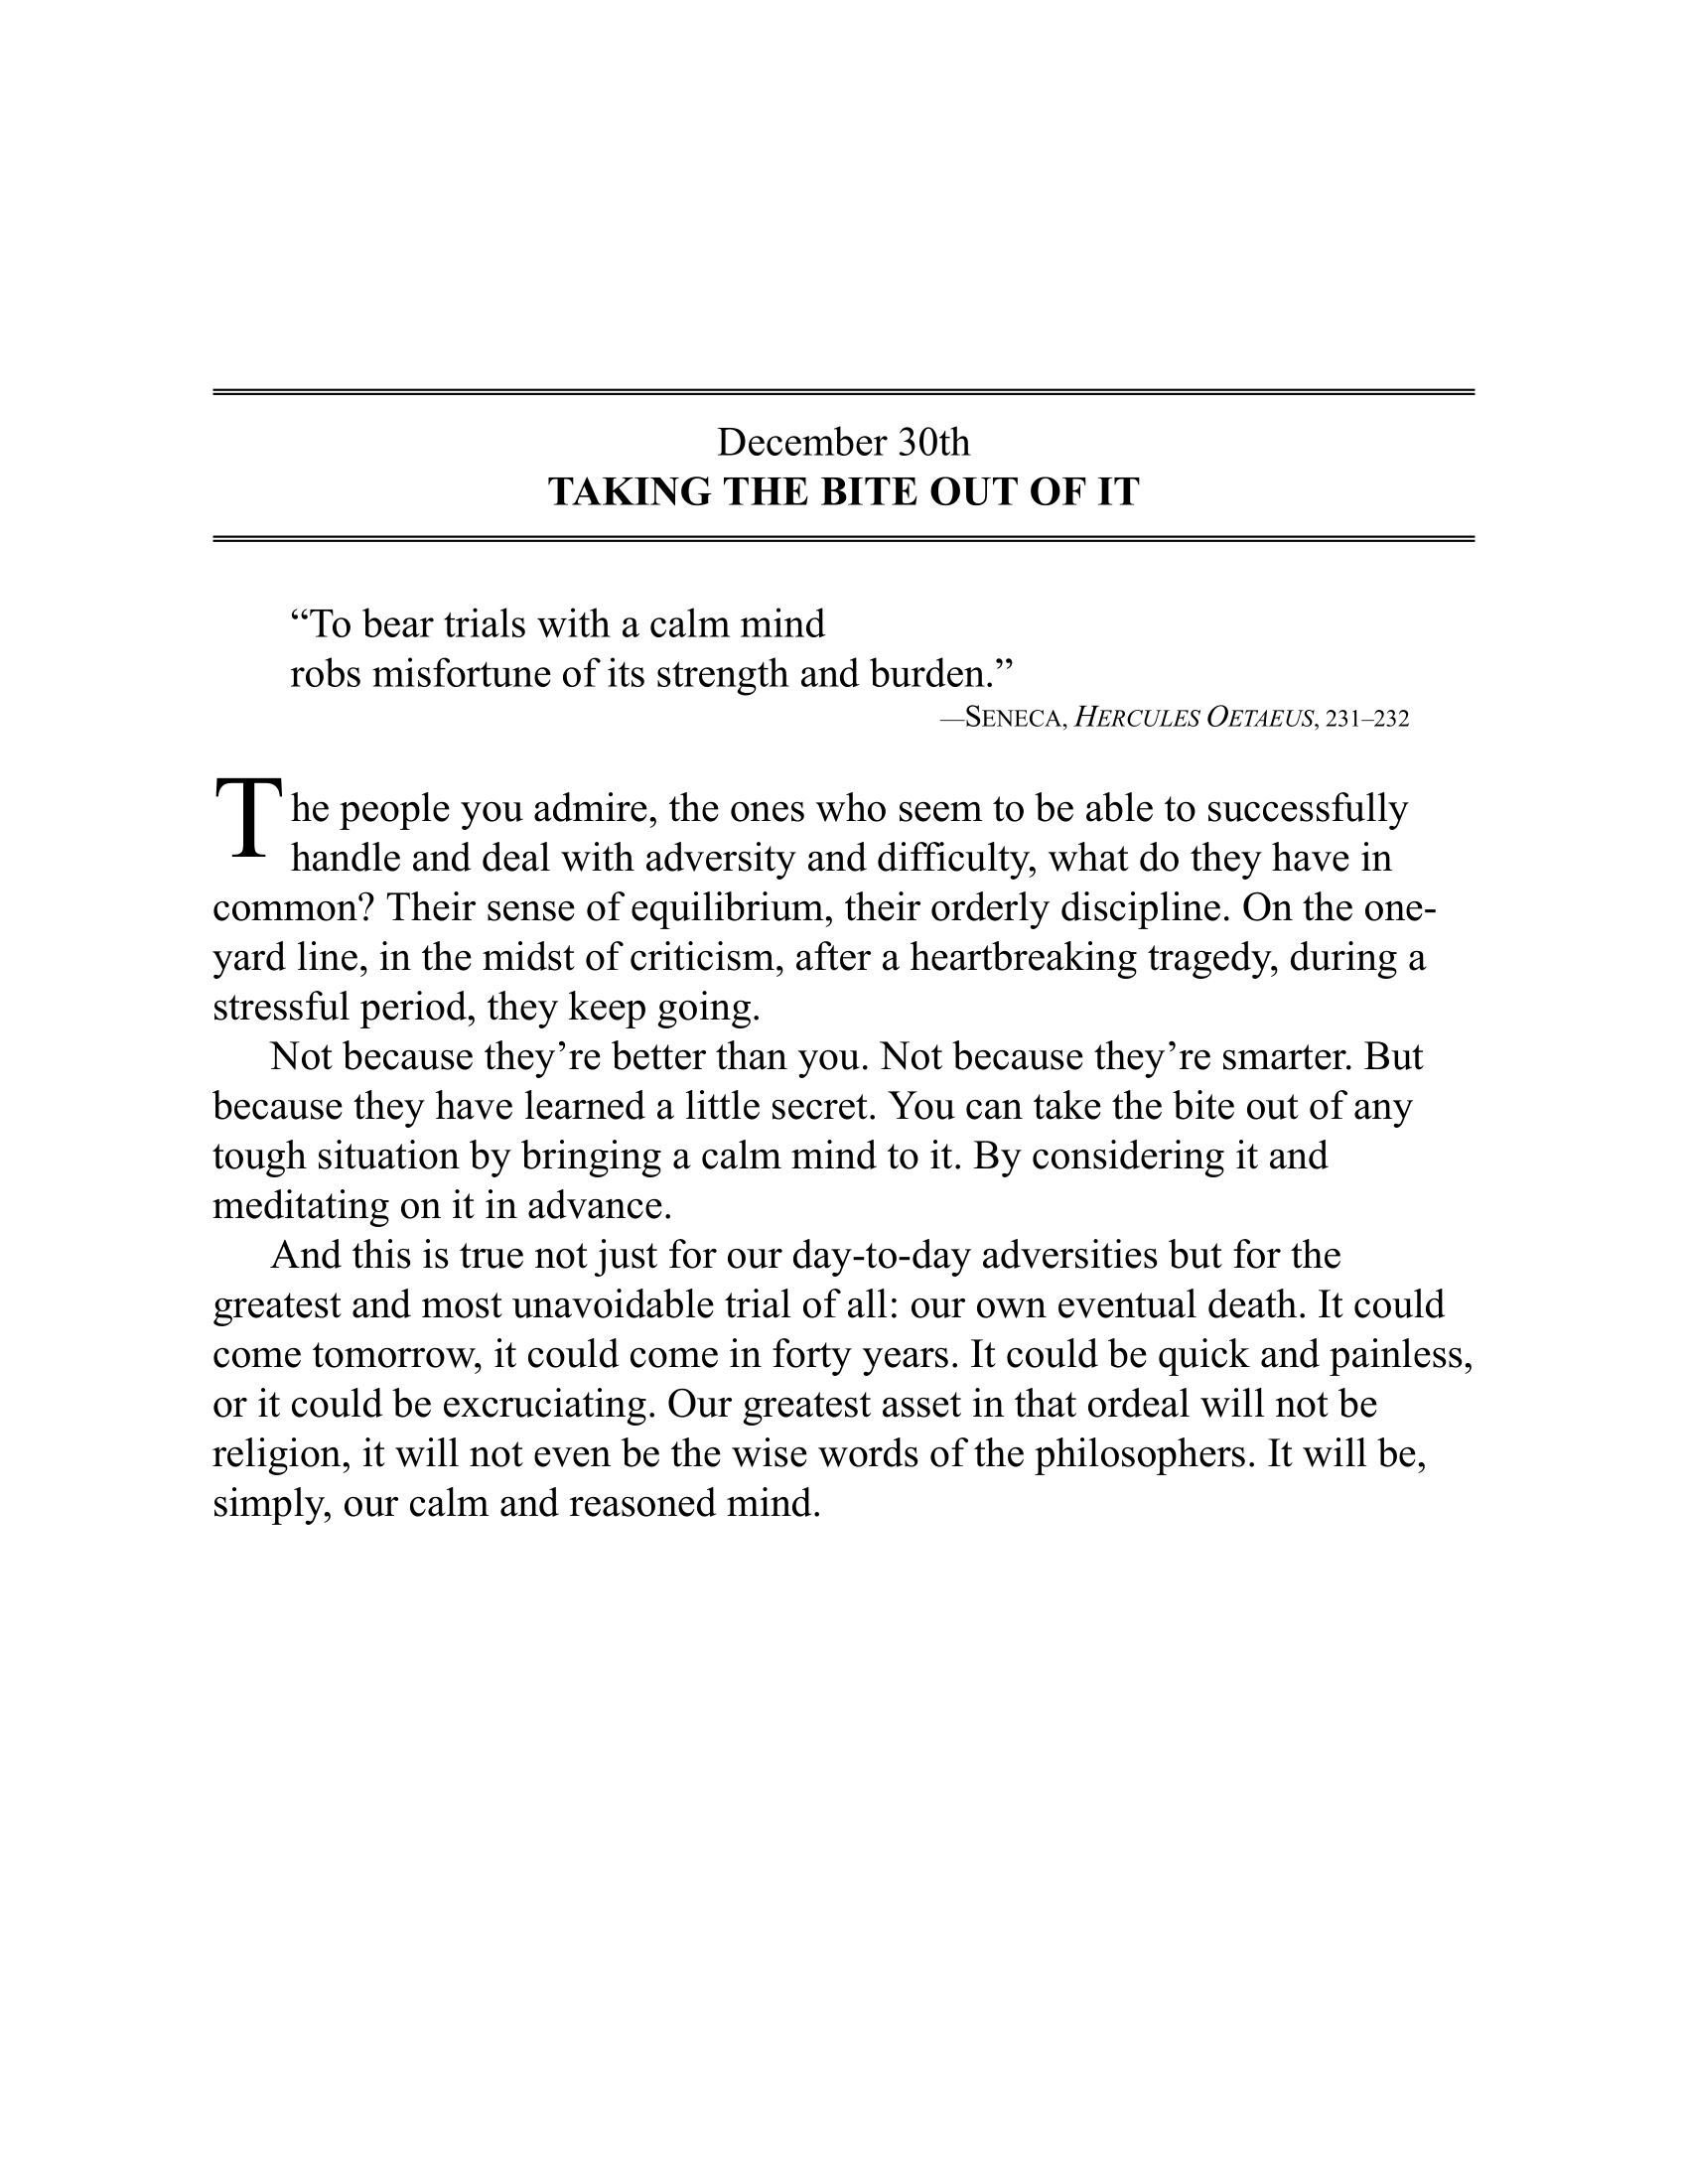 December 30th
TAKING THE BITE OUT OF IT
“To bear trials with a calm mind
robs misfortune of its strength and burden.”
—SENECA, HERCULES OETAEUS, 231–232
The people you admire, the ones who seem to be able to successfully
handle and deal with adversity and difficulty, what do they have in
common? Their sense of equilibrium, their orderly discipline. On the one-
yard line, in the midst of criticism, after a heartbreaking tragedy, during a
stressful period, they keep going.
Not because they’re better than you. Not because they’re smarter. But
because they have learned a little secret. You can take the bite out of any
tough situation by bringing a calm mind to it. By considering it and
meditating on it in advance.
And this is true not just for our day-to-day adversities but for the
greatest and most unavoidable trial of all: our own eventual death. It could
come tomorrow, it could come in forty years. It could be quick and painless,
or it could be excruciating. Our greatest asset in that ordeal will not be
religion, it will not even be the wise words of the philosophers. It will be,
simply, our calm and reasoned mind.